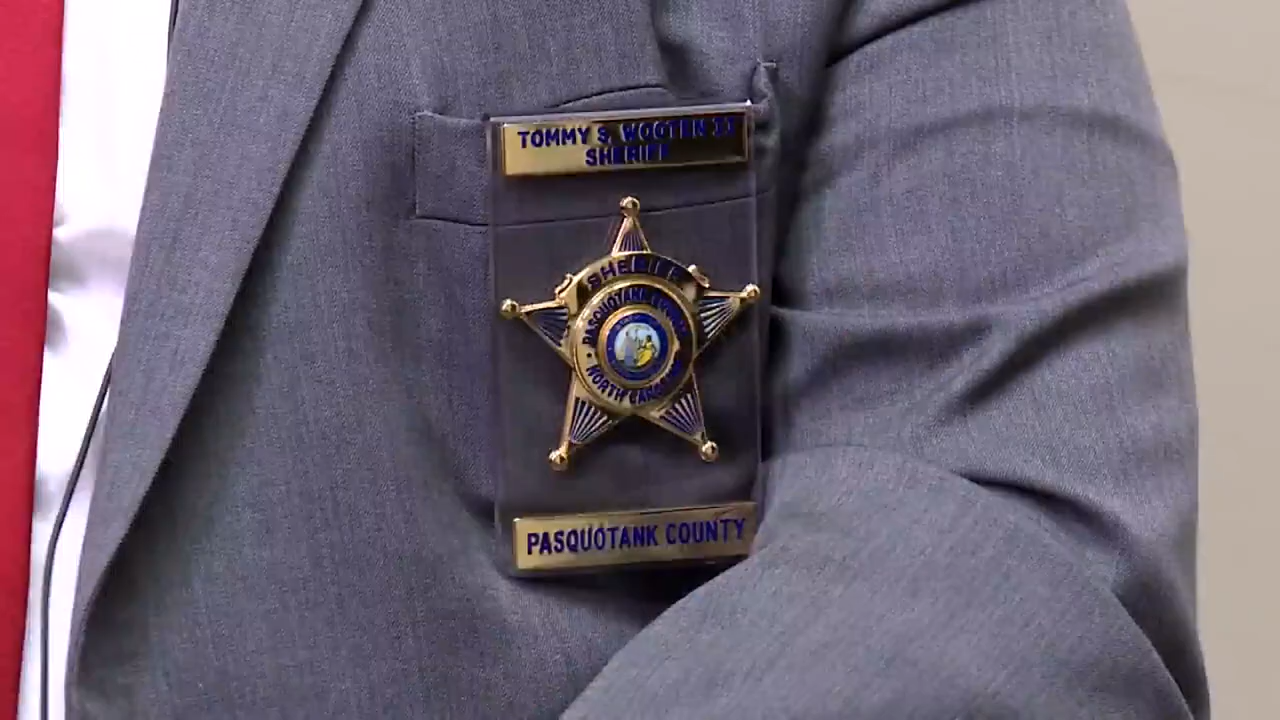 TOMMY S. WOOTEN II
SHERIFF
SHERIFF
PASQUOTANK COUNTY
NORTH CAROLINA
PASQUOTANK COUNTY